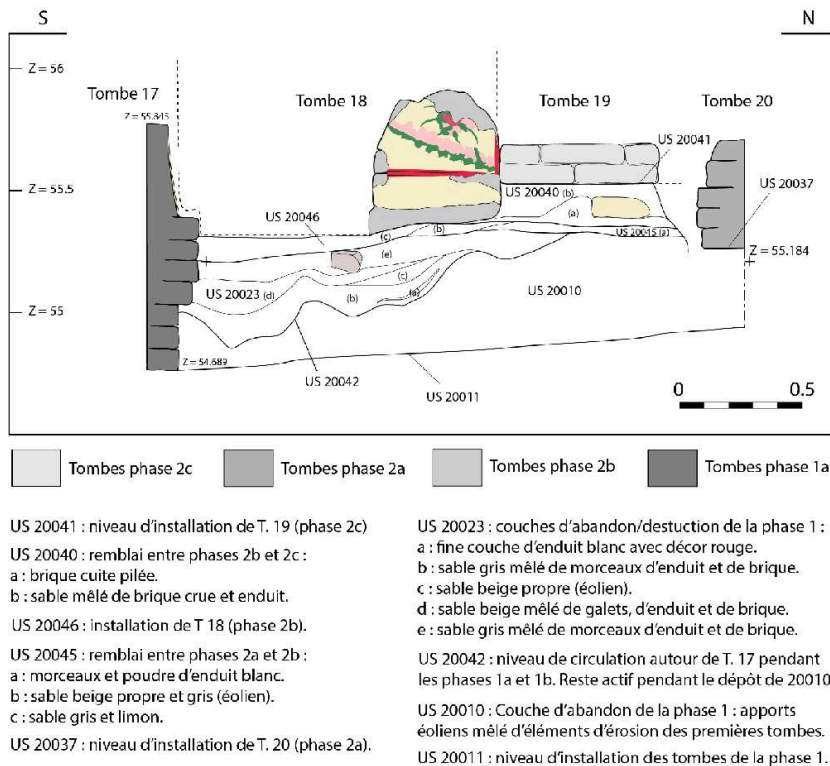 S
N
Z = 56
Tombe 17
Tombe 18
Tombe 19
Tombe 20
Z = 55.845
US 20041
Z = 55.5
US 20037
US 20040 (b)
(a)
US 20046
(b)
(c)
US 20045 (a)
Z = 55.184
(e)
(c)
US 20023 (d)
(b)
(a)
US 20010
Z = 55
Z = 54.689
US 20042
US 20011
0
0.5
Tombes phase 2c
Tombes phase 2a
Tombes phase 2b
Tombes phase 1a
US 20041 : niveau d'installation de T. 19 (phase 2c)
US 20040 : remblai entre phases 2b et 2c :
a : brique cuite pilée.
b : sable mêlé de brique crue et enduit.
US 20046 : installation de T 18 (phase 2b).
US 20045 : remblai entre phases 2a et 2b :
a : morceaux et poudre d'enduit blanc.
b : sable beige propre et gris (éolien).
c : sable gris et limon.
US 20037 : niveau d'installation de T. 20 (phase 2a).
US 20023 : couches d'abandon/destuction de la phase 1 :
a : fine couche d'enduit blanc avec décor rouge.
b : sable gris mêlé de morceaux d'enduit et de brique.
c : sable beige propre (éolien).
d : sable beige mêlé de galets, d'enduit et de brique.
e : sable gris mêlé de morceaux d'enduit et de brique.
US 20042 : niveau de circulation autour de T. 17 pendant
les phases 1a et 1b. Reste actif pendant le dépôt de 20010
US 20010 : Couche d'abandon de la phase 1 : apports
éoliens mêlé d'éléments d'érosion des premières tombes.
US 20011 : niveau d'installation des tombes de la phase 1.